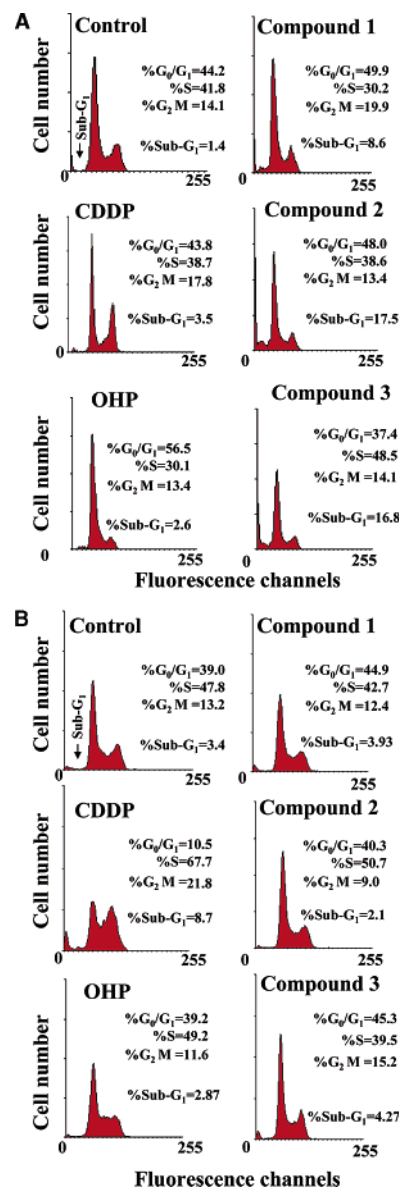 A
Control
Cell number
Sub-G₁
%G₀/G₁=44.2
%S=41.8
%G₂ M =14.1
%Sub-G₁=1.4
0
0
255
Compound 1
%G₀/G₁=49.9
%S=30.2
%G₂ M =19.9
%Sub-G₁=8.6
0
255
CDDP
Cell number
%G₀/G₁=43.8
%S=38.7
%G₂ M =17.8
%Sub-G₁=3.5
0
255
Compound 2
%G₀/G₁=48.0
%S=38.6
%G₂ M =13.4
%Sub-G₁=17.5
0
255
OHP
Cell number
%G₀/G₁=56.5
%S=30.1
%G₂ M =13.4
%Sub-G₁=2.6
0
255
Compound 3
%G₀/G₁=37.4
%S=48.5
%G₂ M =14.1
%Sub-G₁=16.8
0
255
Fluorescence channels
B
Control
Cell number
Sub-G₁
%G₀/G₁=39.0
%S=47.8
%G₂ M =13.2
%Sub-G₁=3.4
0
255
Compound 1
%G₀/G₁=44.9
%S=42.7
%G₂ M =12.4
%Sub-G₁=3.93
0
255
CDDP
Cell number
%G₀/G₁=10.5
%S=67.7
%G₂ M =21.8
%Sub-G₁=8.7
0
255
Compound 2
%G₀/G₁=40.3
%S=50.7
%G₂ M =9.0
%Sub-G₁=2.1
0
255
OHP
Cell number
%G₀/G₁=39.2
%S=49.2
%G₂ M =11.6
%Sub-G₁=2.87
0
255
Compound 3
%G₀/G₁=45.3
%S=39.5
%G₂ M =15.2
%Sub-G₁=4.27
0
255
Fluorescence channels